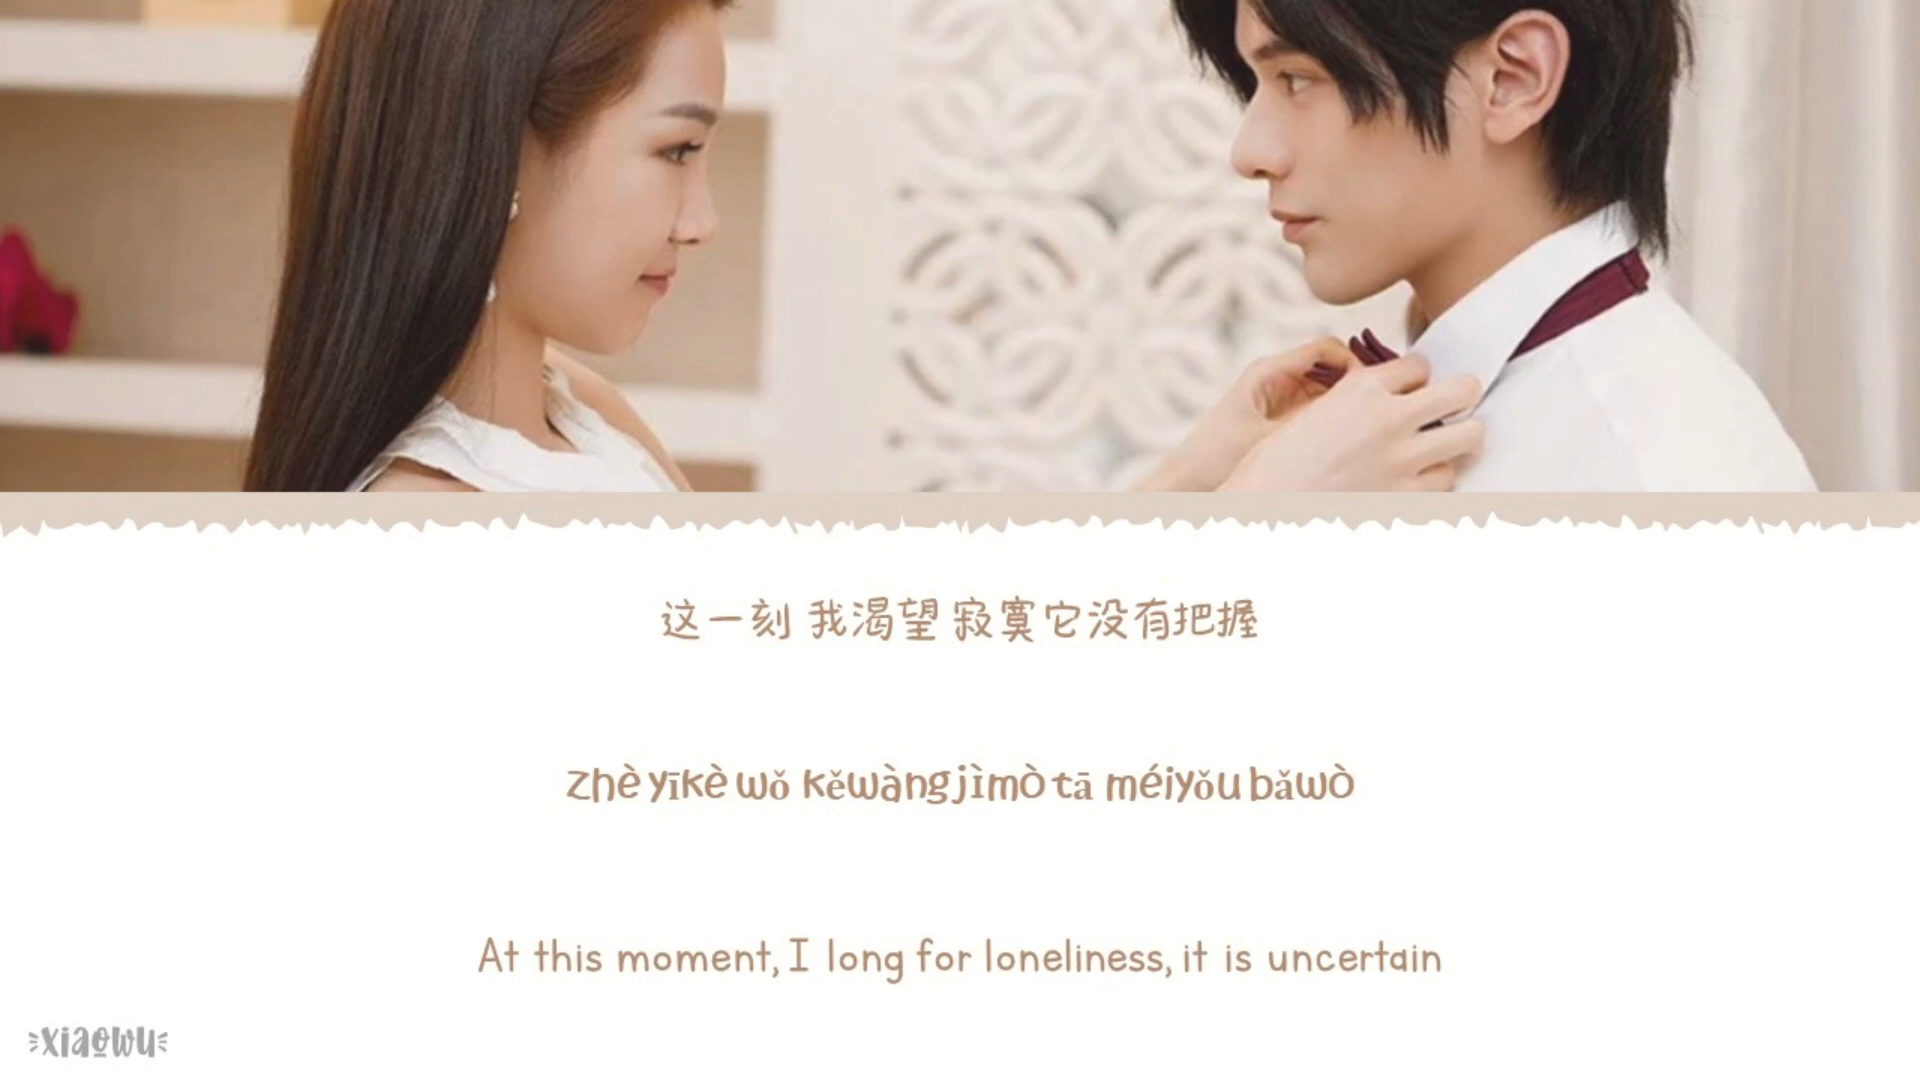 这一刻 我渴望 寂寞它没有把握
zhè yīkè wǒ kěwàng jìmò tā méiyǒu bǎwò
At this moment, I long for loneliness, it is uncertain
xiaowu